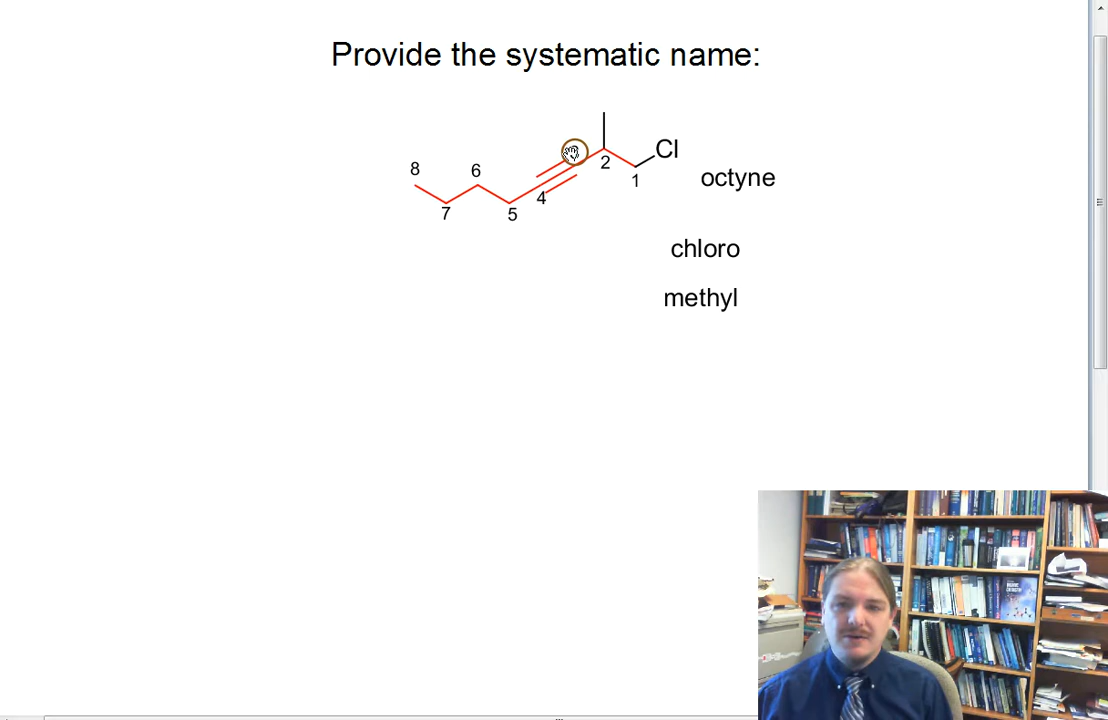 Provide the systematic name:
Cl
8
6
2
1
octyne
4
7
5
chloro
methyl